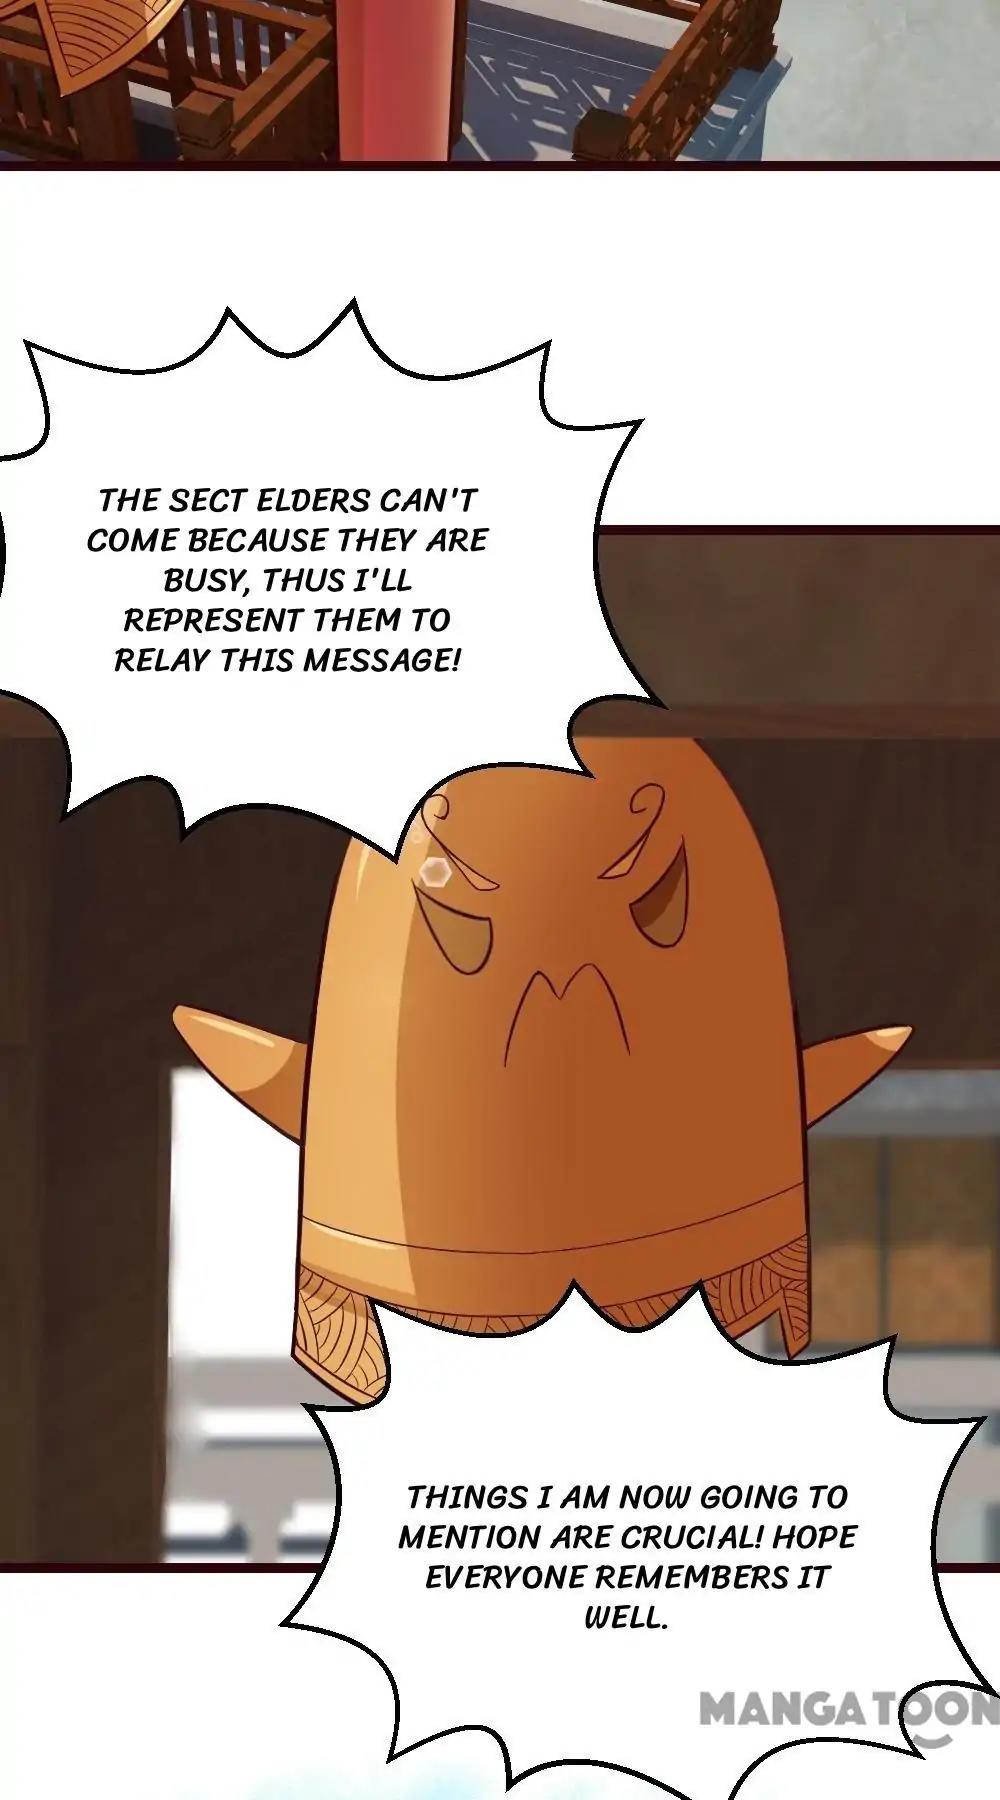 THE SECT ELDERS CAN'T
COME BECAUSE THEY ARE
BUSY, THUS I'LL
REPRESENT THEM TO
RELAY THIS MESSAGE!
THINGS I AM NOW GOING TO
MENTION ARE CRUCIAL! HOPE
EVERYONE REMEMBERS IT
WELL.
MANGATOON